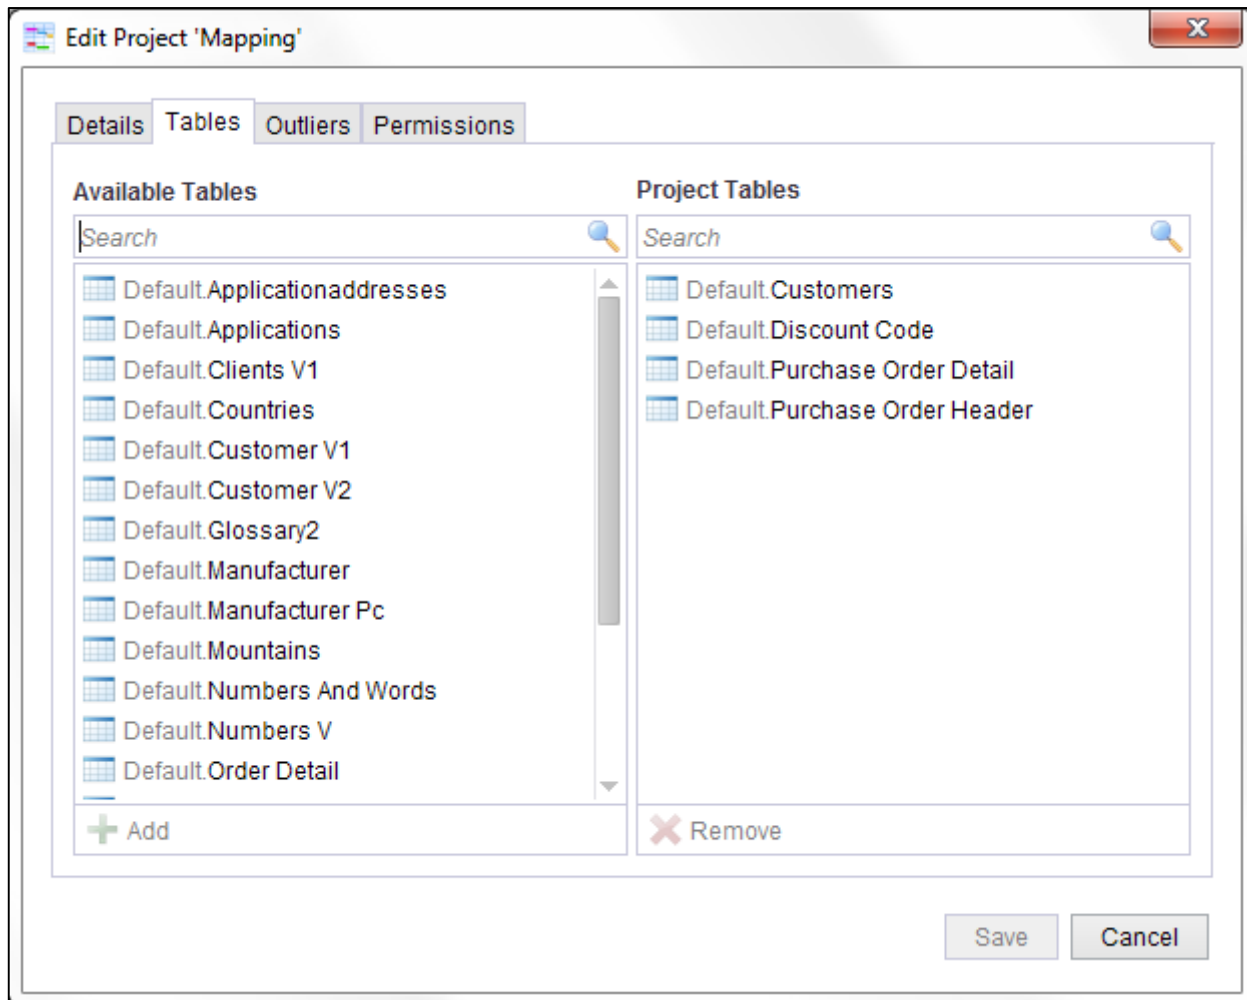 Edit Project 'Mapping'
x
Details Tables Outliers Permissions
Available Tables
Search
Default.Applicationaddresses
Default.Applications
Default.Clients V1
Default.Countries
Default.Customer V1
Default.Customer V2
Default.Glossary2
Default.Manufacturer
Default.Manufacturer Pc
Default.Mountains
Default.Numbers And Words
Default.Numbers V
Default.Order Detail
Add
Project Tables
Search
Default.Customers
Default.Discount Code
Default.Purchase Order Detail
Default.Purchase Order Header
Remove
Save Cancel